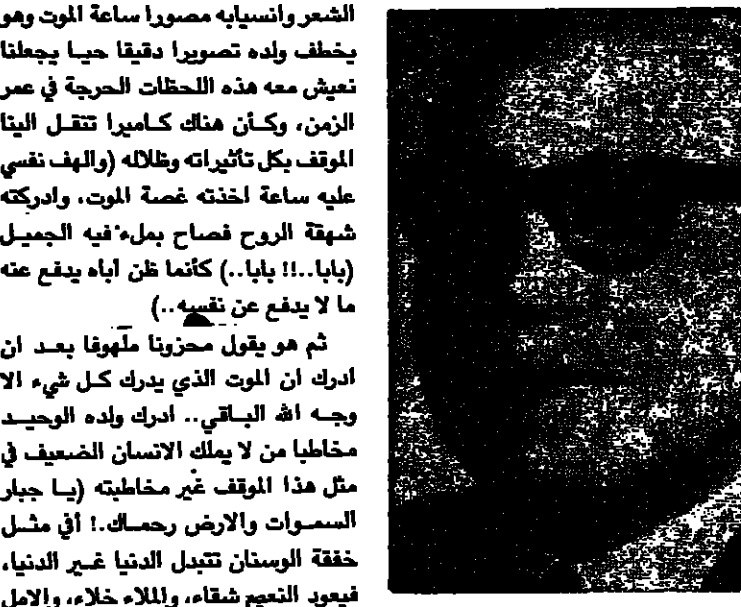 الشعر وانسيابه مصورا ساعة الموت وهو
يخطف ولده تصويرا دقيقا حيا يجعلنا
نعيش معه هذه اللحظات الحرجة في عمر
الزمن، وكأن هناك كاميرا تنقل الينا
الموقف بكل تأثيراته وظلاله (والهف نفسي
عليه ساعة اخذته غصة الموت، وادركته
شهقة الروح فصاح بملء فيه الجميل
(بابا..!! بابا..) كأنما ظن أباه يدفع عنه
ما لا يدفع عن نفسه..)
ثم هو يقول محزونا ملهوفا بعد ان
أدرك ان الموت الذي يدرك كل شيء الا
وجه الله الباقي.. ادرك ولده الوحيد
مخاطبا من لا يملك الانسان الضعيف في
مثل هذا الموقف غير مخاطبته (يا جبار
السموات والارض رحماك.! أفي مثل
خفقة الوسنان تتبدل الدنيا غير الدنيا،
فيعود النعيم شقاء، والملاء خلاء، والامل